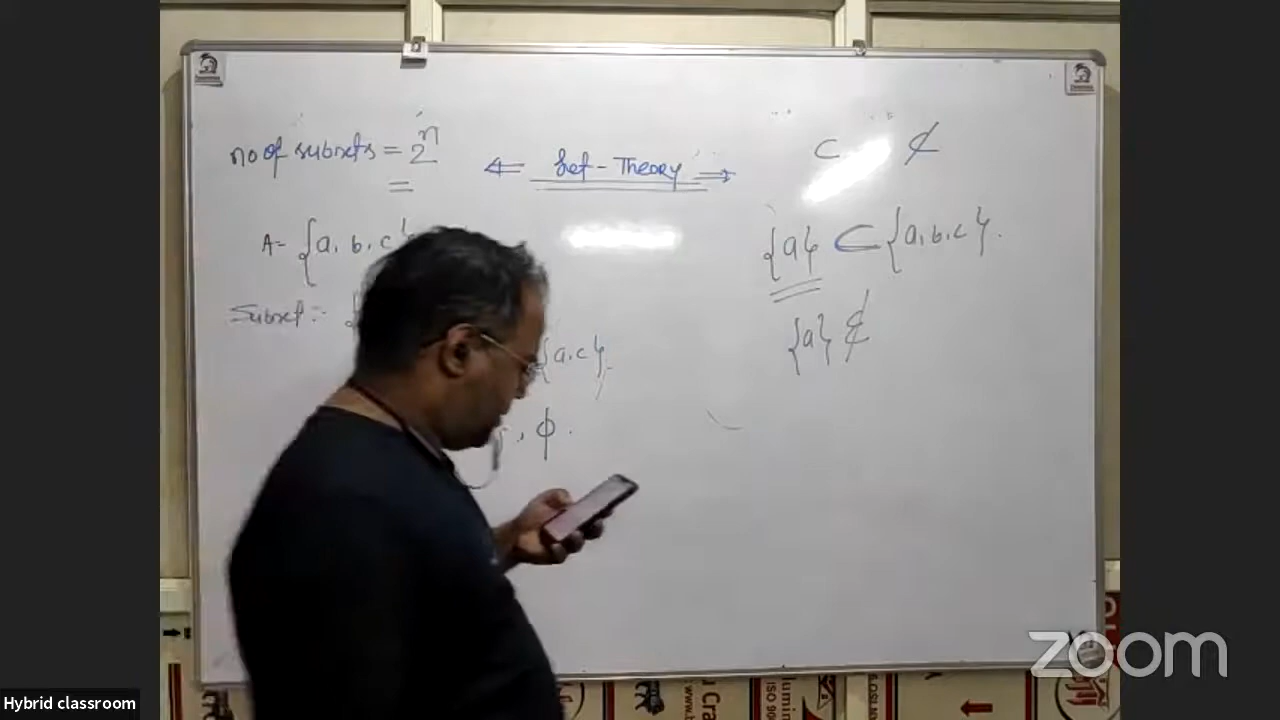 no of subsets = 2ⁿ
⇐ Set - Theory ⇒
⊂ ⊄
A = {a, b, c}
{a} ⊂ {a, b, c}.
Subset :-
{a} ⊄
{a, c}.
, ϕ.
zoom
Hybrid classroom